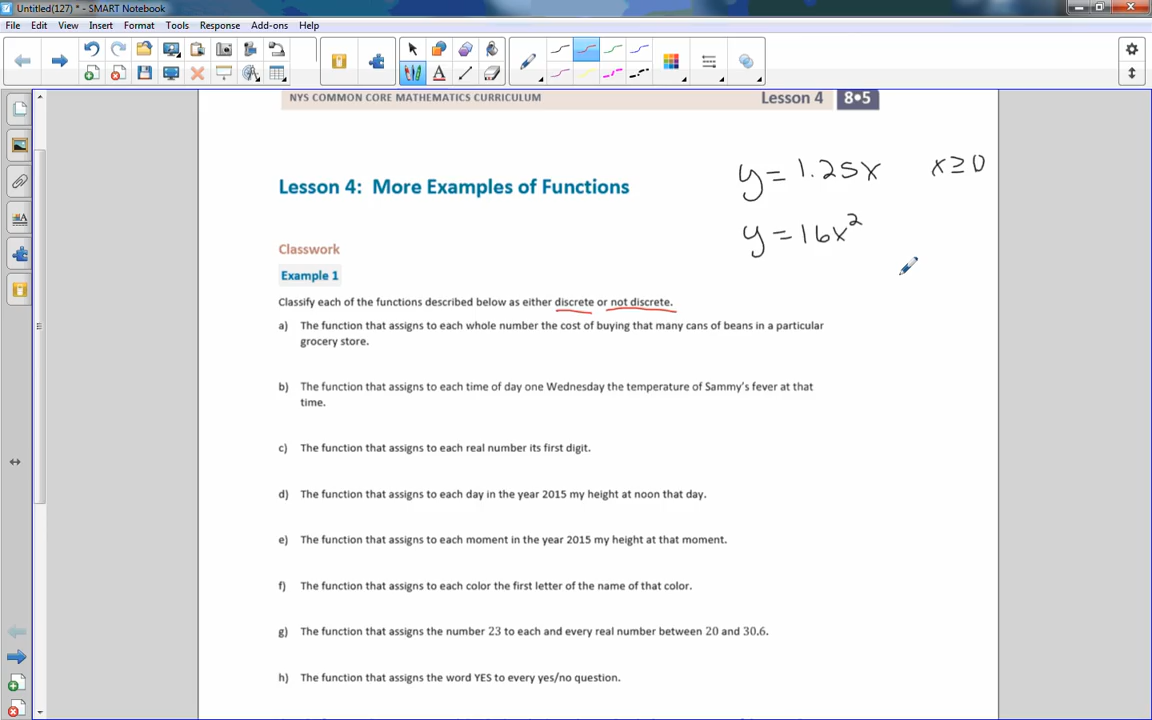 Untitled(127) * - SMART Notebook
File Edit View Insert Format Tools Response Add-ons Help
NYS COMMON CORE MATHEMATICS CURRICULUM Lesson 4 8•5
y = 1.25x x ≥ 0
Lesson 4: More Examples of Functions
y = 16x²
Classwork
Example 1
Classify each of the functions described below as either discrete or not discrete.
a) The function that assigns to each whole number the cost of buying that many cans of beans in a particular
grocery store.
b) The function that assigns to each time of day one Wednesday the temperature of Sammy's fever at that
time.
c) The function that assigns to each real number its first digit.
d) The function that assigns to each day in the year 2015 my height at noon that day.
e) The function that assigns to each moment in the year 2015 my height at that moment.
f) The function that assigns to each color the first letter of the name of that color.
g) The function that assigns the number 23 to each and every real number between 20 and 30.6.
h) The function that assigns the word YES to every yes/no question.